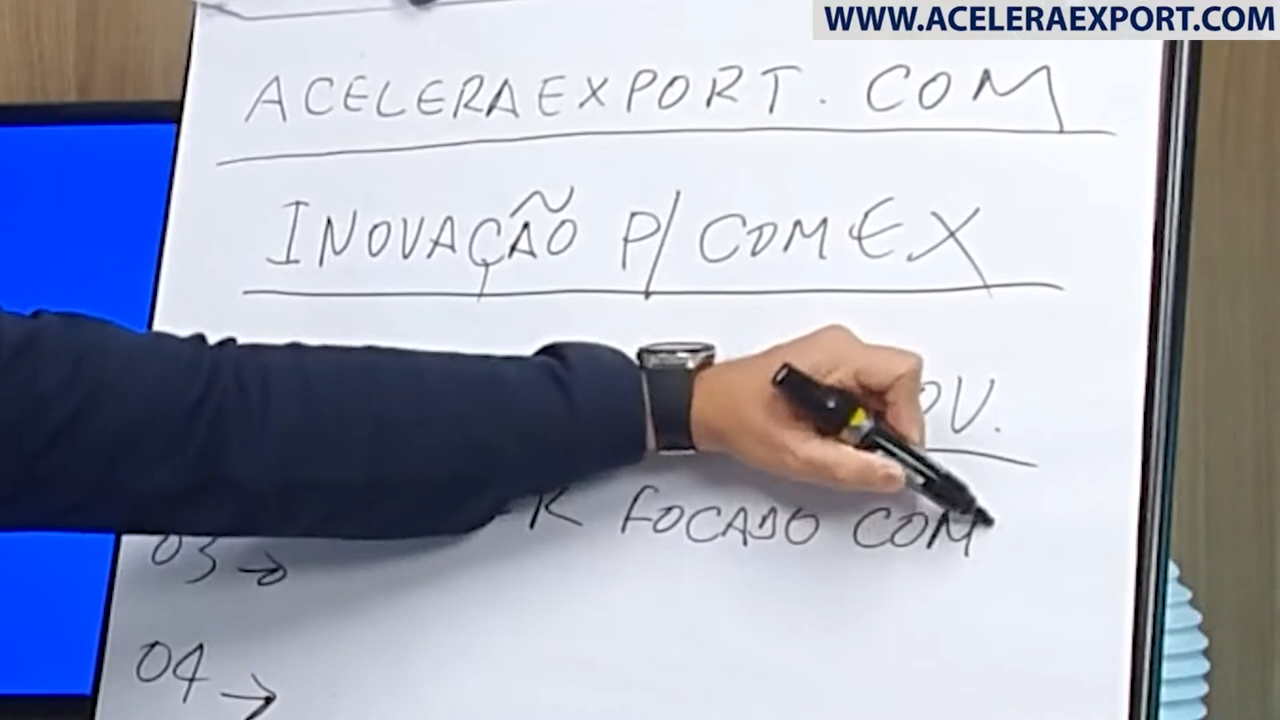 WWW.ACELERAEXPORT.COM
ACELERAEXPORT.COM
INOVAÇÃO P/ COMEX
FOCADO COM
03 →
04 →